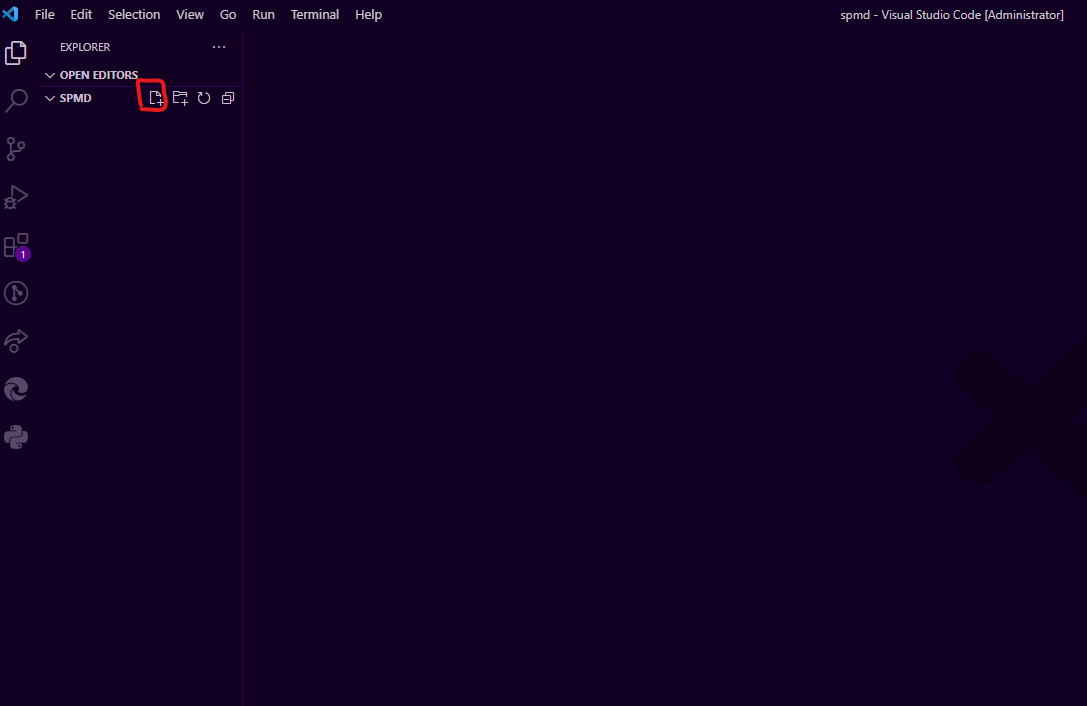 File Edit Selection View Go Run Terminal Help spmd - Visual Studio Code [Administrator]
EXPLORER
OPEN EDITORS
SPMD
1